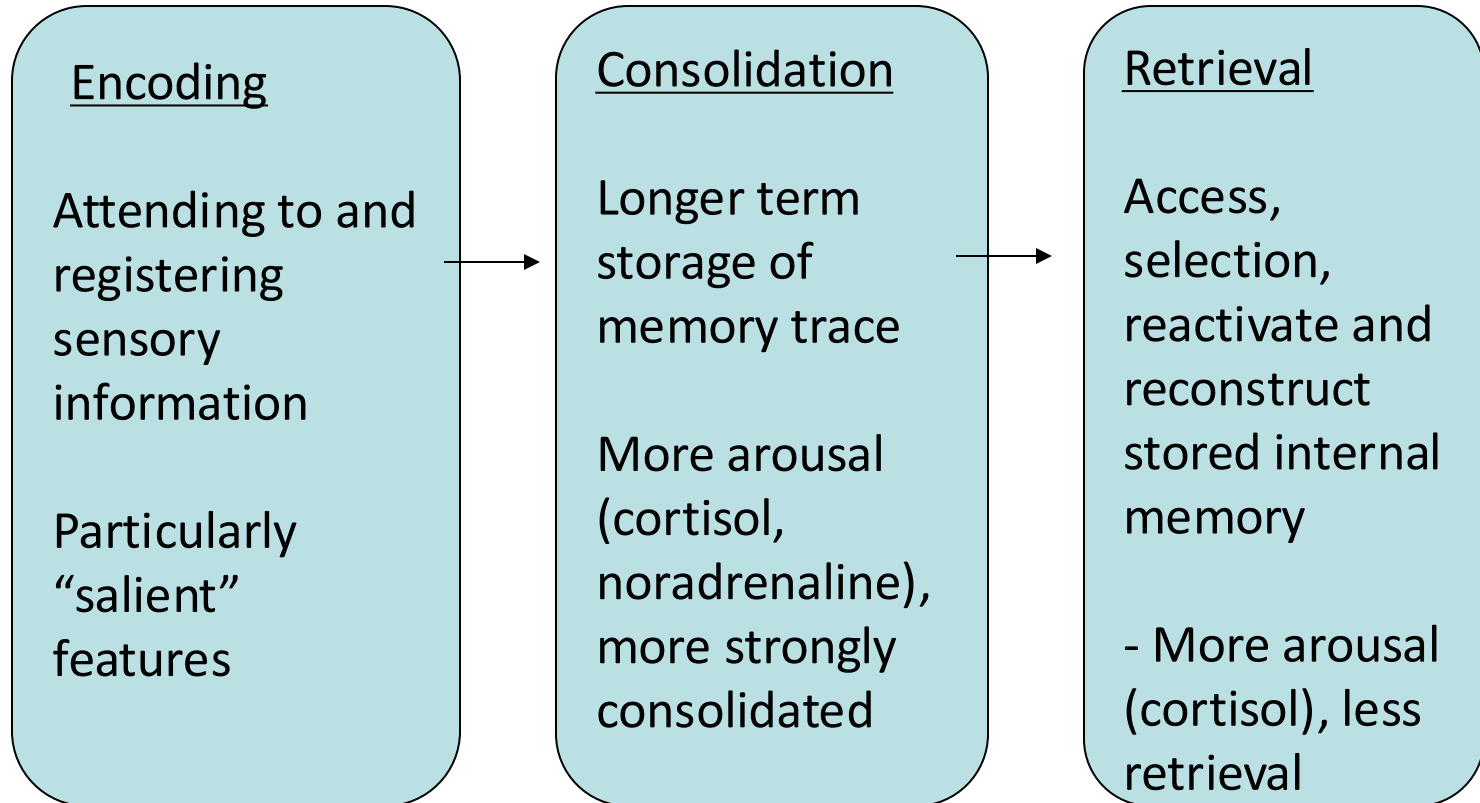 Encoding
Attending to and
registering
sensory
information
Particularly
“salient”
features
Consolidation
Longer term
storage of
memory trace
More arousal
(cortisol,
noradrenaline),
more strongly
consolidated
Retrieval
Access,
selection,
reactivate and
reconstruct
stored internal
memory
- More arousal
(cortisol), less
retrieval